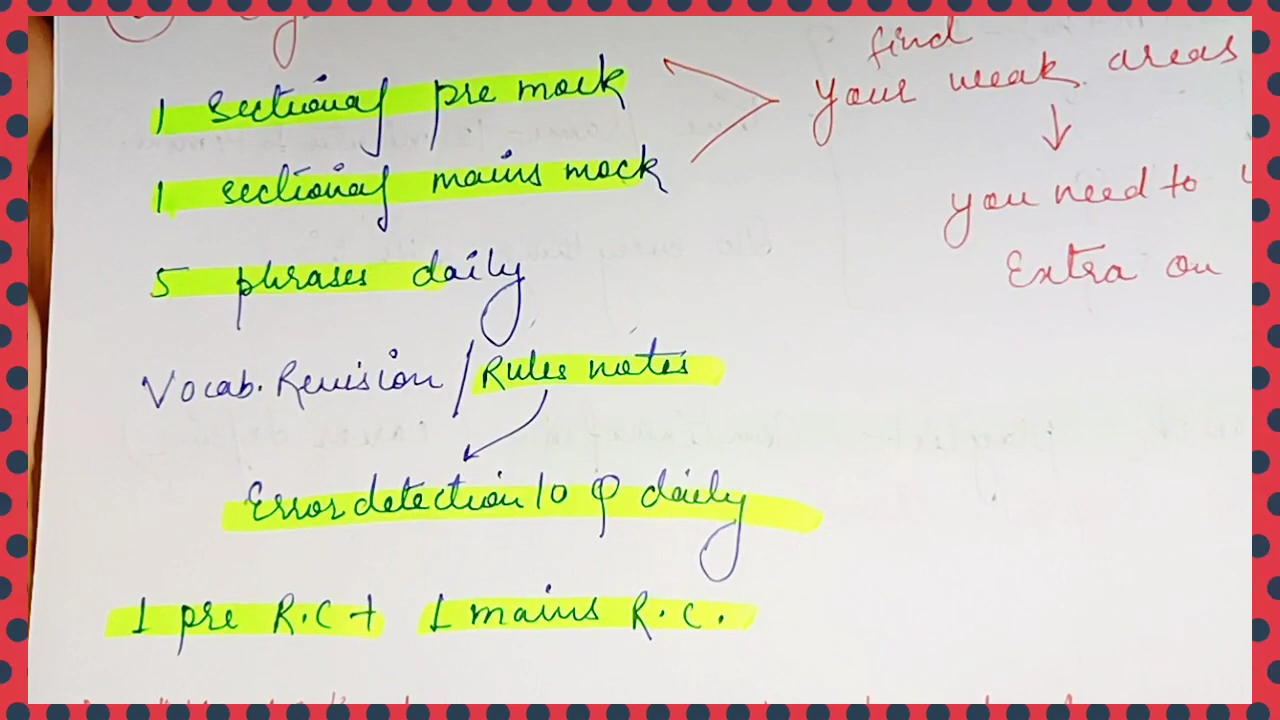 1 Sectional pre mock
find
your weak areas
1 sectional mains mock
you need to
Extra on
5 phrases daily
Vocab. Revision / Rules notes
Error detection 10 Q daily
1 pre R.C + 1 mains R.C.